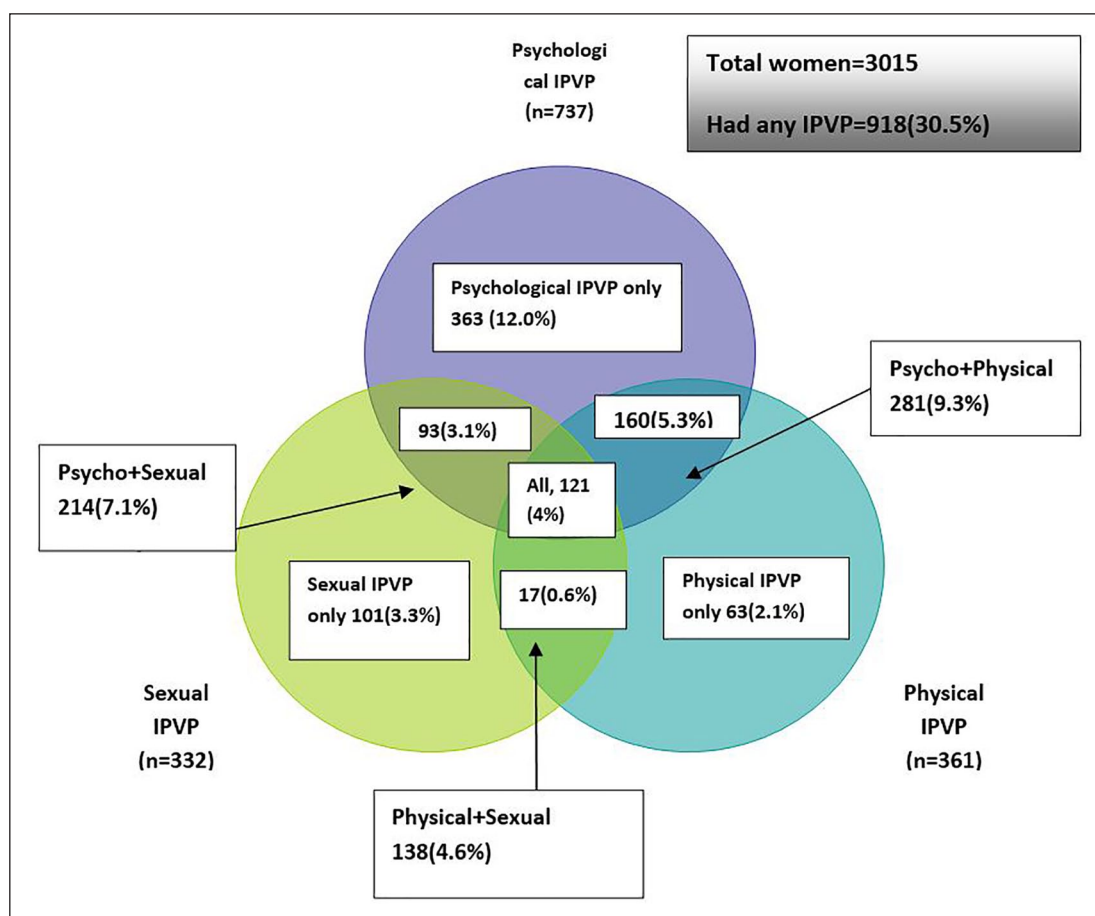 Psychologi
cal IPVP
(n=737)
Total women=3015
Had any IPVP=918(30.5%)
Psychological IPVP only
363 (12.0%)
Psycho+Physical
281(9.3%)
93(3.1%)
160(5.3%)
Psycho+Sexual
214(7.1%)
All, 121
(4%)
Sexual IPVP
only 101(3.3%)
17(0.6%)
Physical IPVP
only 63(2.1%)
Sexual
IPVP
(n=332)
Physical
IPVP
(n=361)
Physical+Sexual
138(4.6%)